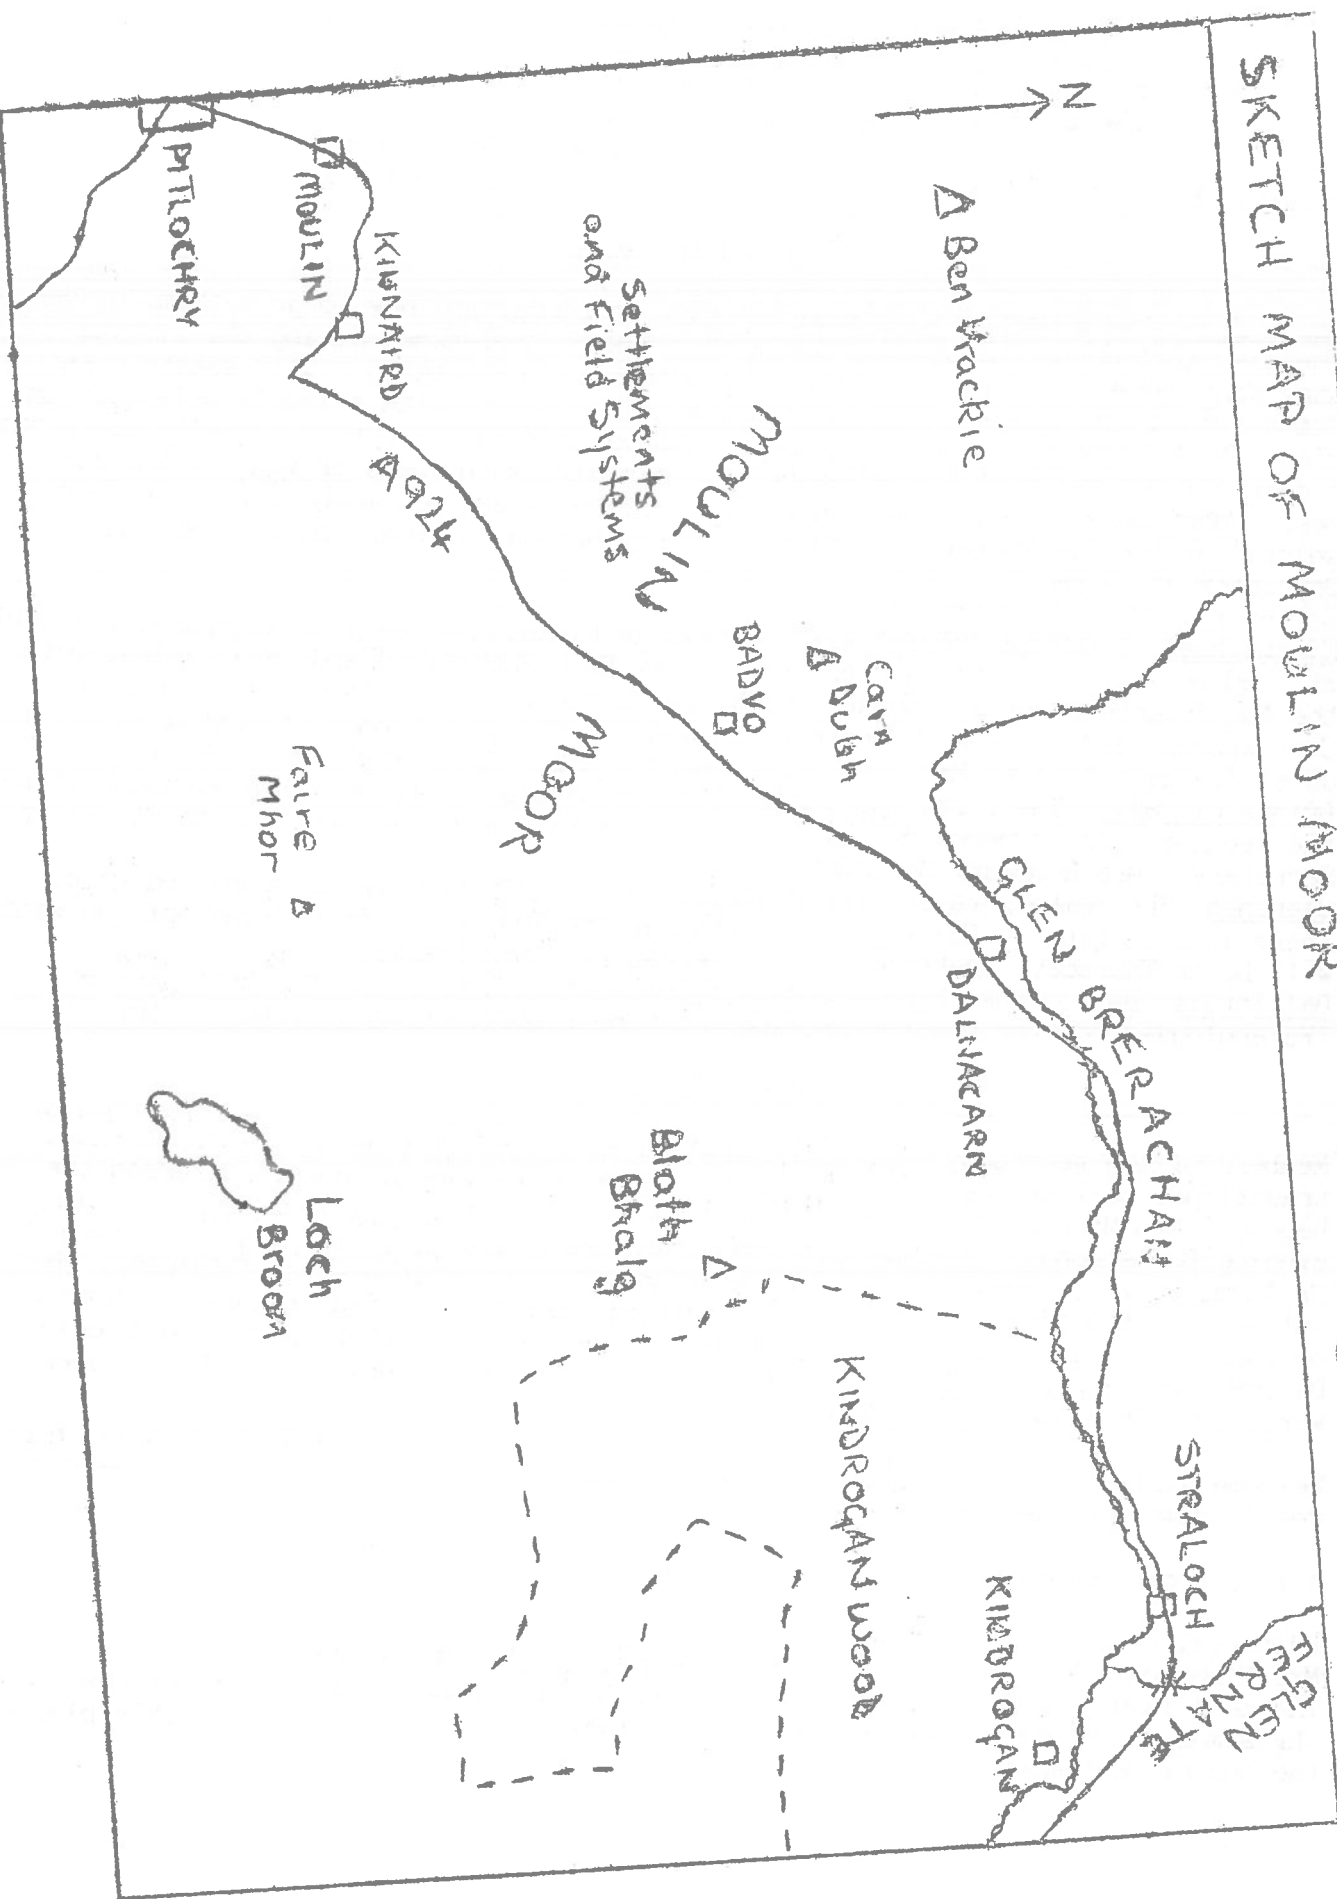 SKETCH MAP OF MOULIN MOOR
N
Ben Vrackie
GLEN
FERNATE
STRALOCH
GLEN BRERACHAN
Carn
Dubh
BADVO
DALNACARN
KINDROGAN
MOULIN
MOOR
Settlements
and Field Systems
KINDROGAN WOOD
A924
KINNAIRD
MOULIN
PITLOCHRY
Blath
Bhalg
Faire
Mhor
Loch
Broom